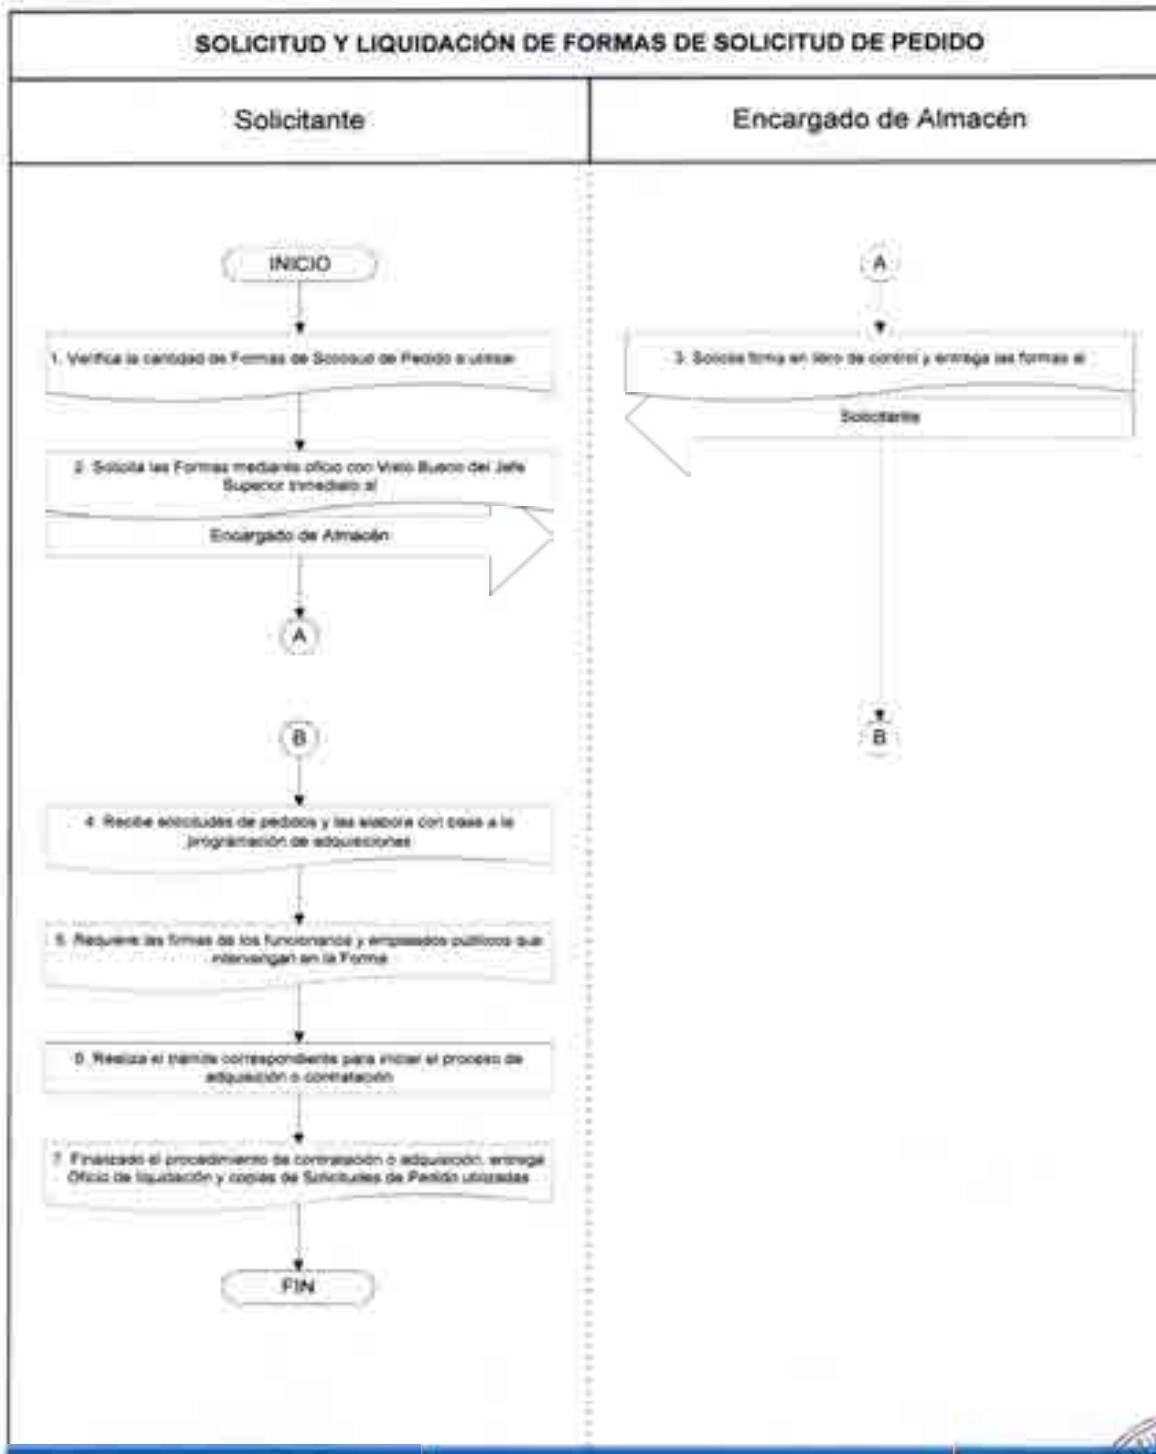 SOLICITUD Y LIQUIDACIÓN DE FORMAS DE SOLICITUD DE PEDIDO
Solicitante
Encargado de Almacén
INICIO
1. Verifica la cantidad de Formas de Solicitud de Pedido a utilizar
2. Solicita las Formas mediante oficio con Visto Bueno del Jefe
Superior Inmediato al
Encargado de Almacén
A
A
3. Solicita firma en libro de control y entrega las formas al
Solicitante
B
B
4. Recibe solicitudes de pedidos y las elabora con base a la
programación de adquisiciones
5. Requiere las firmas de los funcionarios y empleados públicos que
intervengan en la Forma
6. Realiza el trámite correspondiente para iniciar el proceso de
adquisición o contratación
7. Finalizado el procedimiento de contratación o adquisición, entrega
Oficio de liquidación y copias de Solicitudes de Pedido utilizadas
FIN